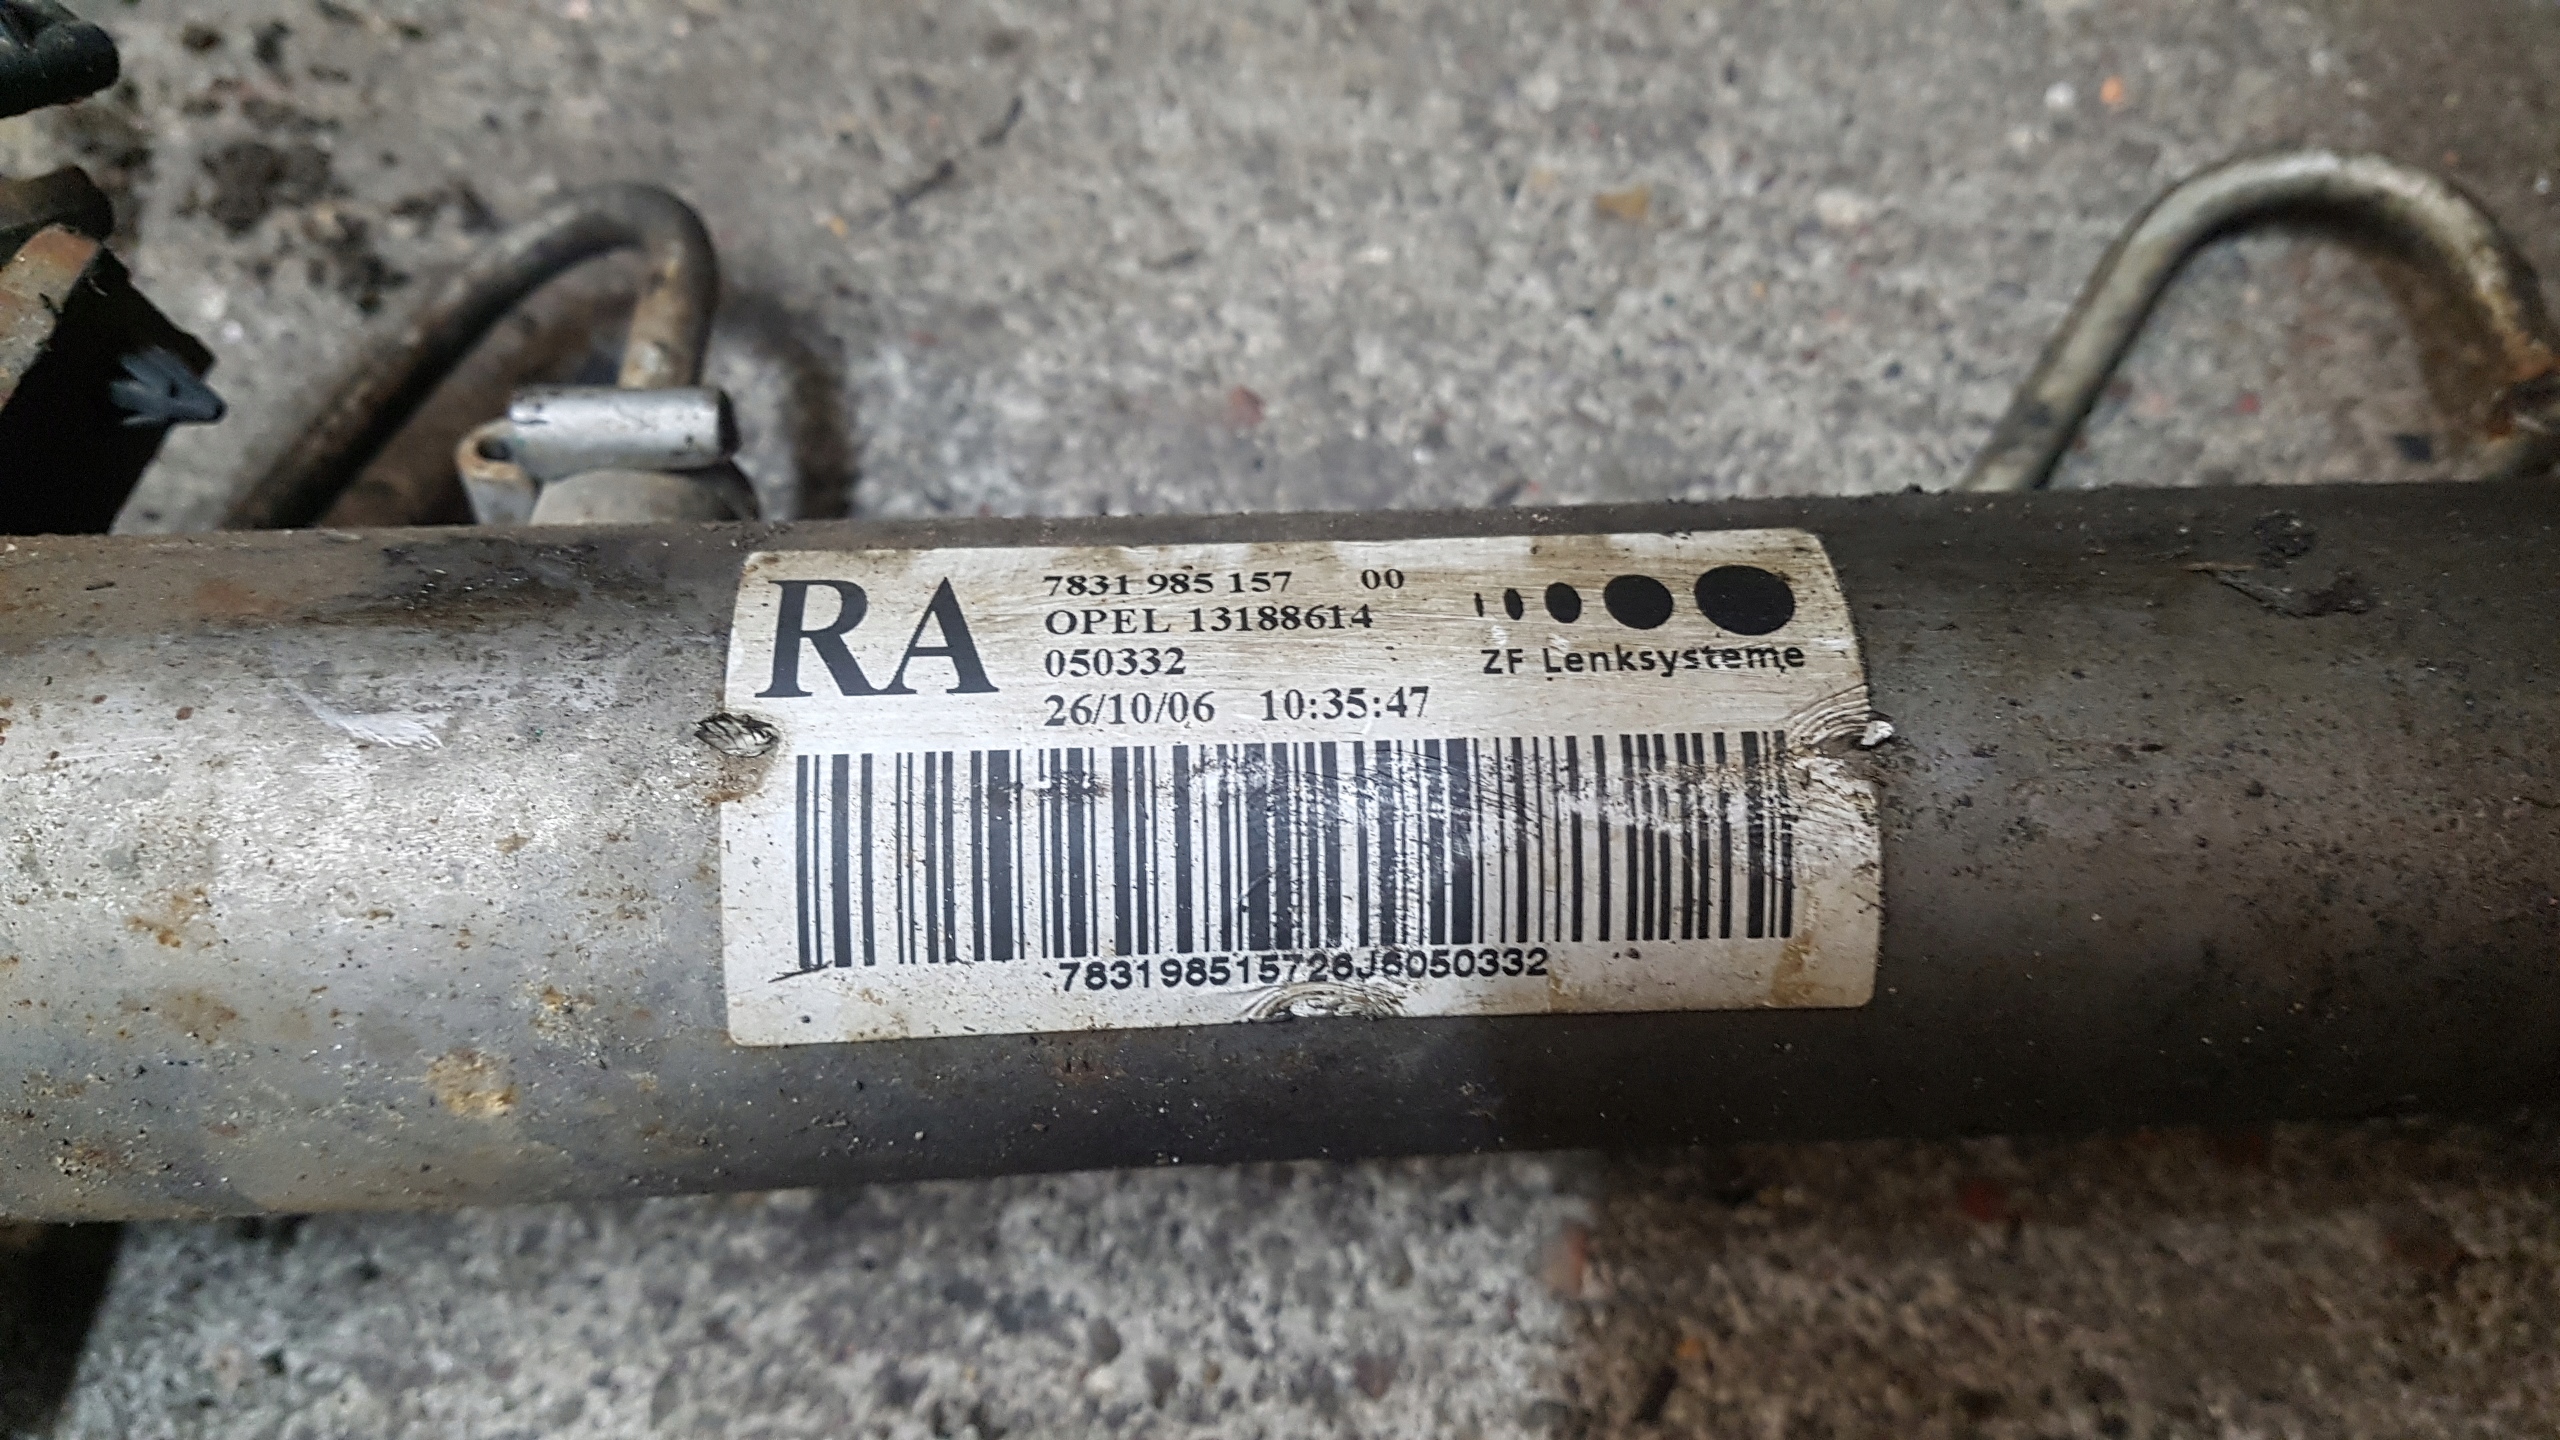 RA
7831 985 157 00
OPEL 13188614
050332
26/10/06 10:35:47
ZF Lenksysteme
783198515726J6050332